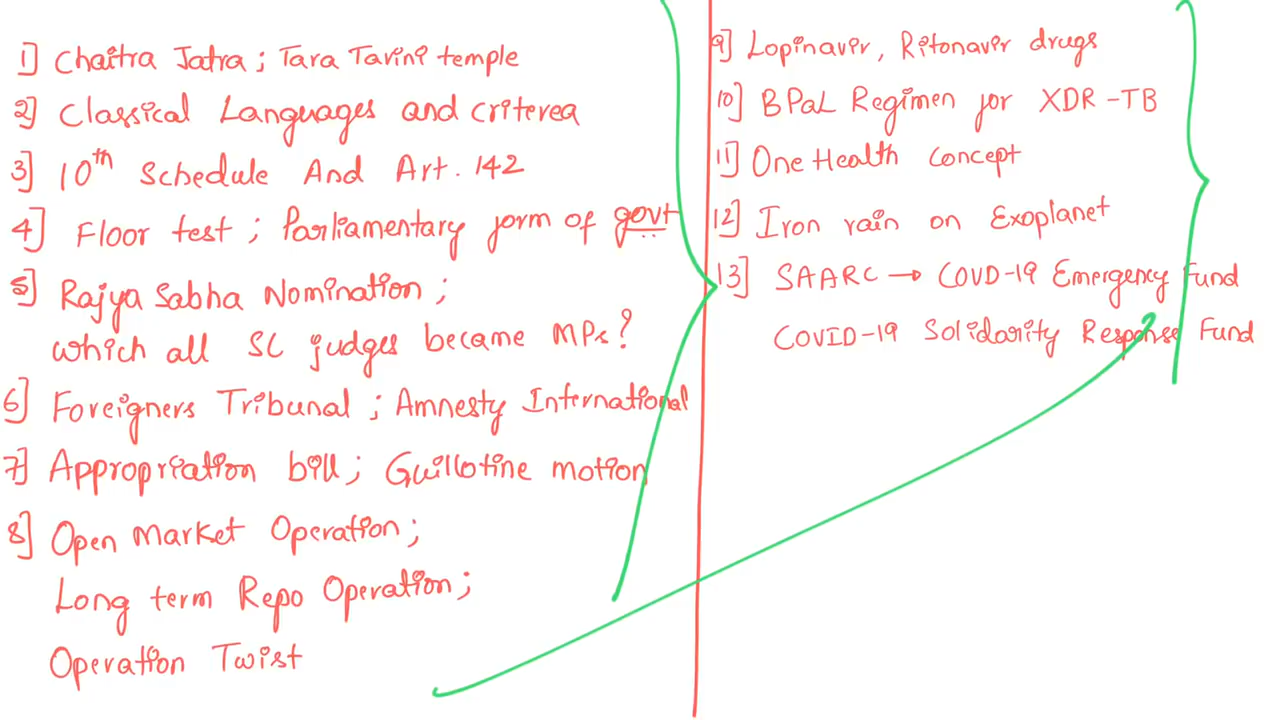 1] Chaitra Jatra ; Tara Tarini temple
2] Classical Languages and criterea
3] 10th Schedule And Art. 142
4] Floor test ; Parliamentary form of govt
5] Rajya Sabha Nomination ;
which all SC judges became MPs?
6] Foreigners Tribunal ; Amnesty International
7] Appropriation bill ; Guillotine motion
8] Open Market Operation ;
Long term Repo Operation ;
Operation Twist
9] Lopinavir, Ritonavir drugs
10] BPaL Regimen for XDR-TB
11] One Health Concept
12] Iron rain on Exoplanet
13] SAARC → COVD-19 Emergency Fund
COVID-19 Solidarity Response Fund